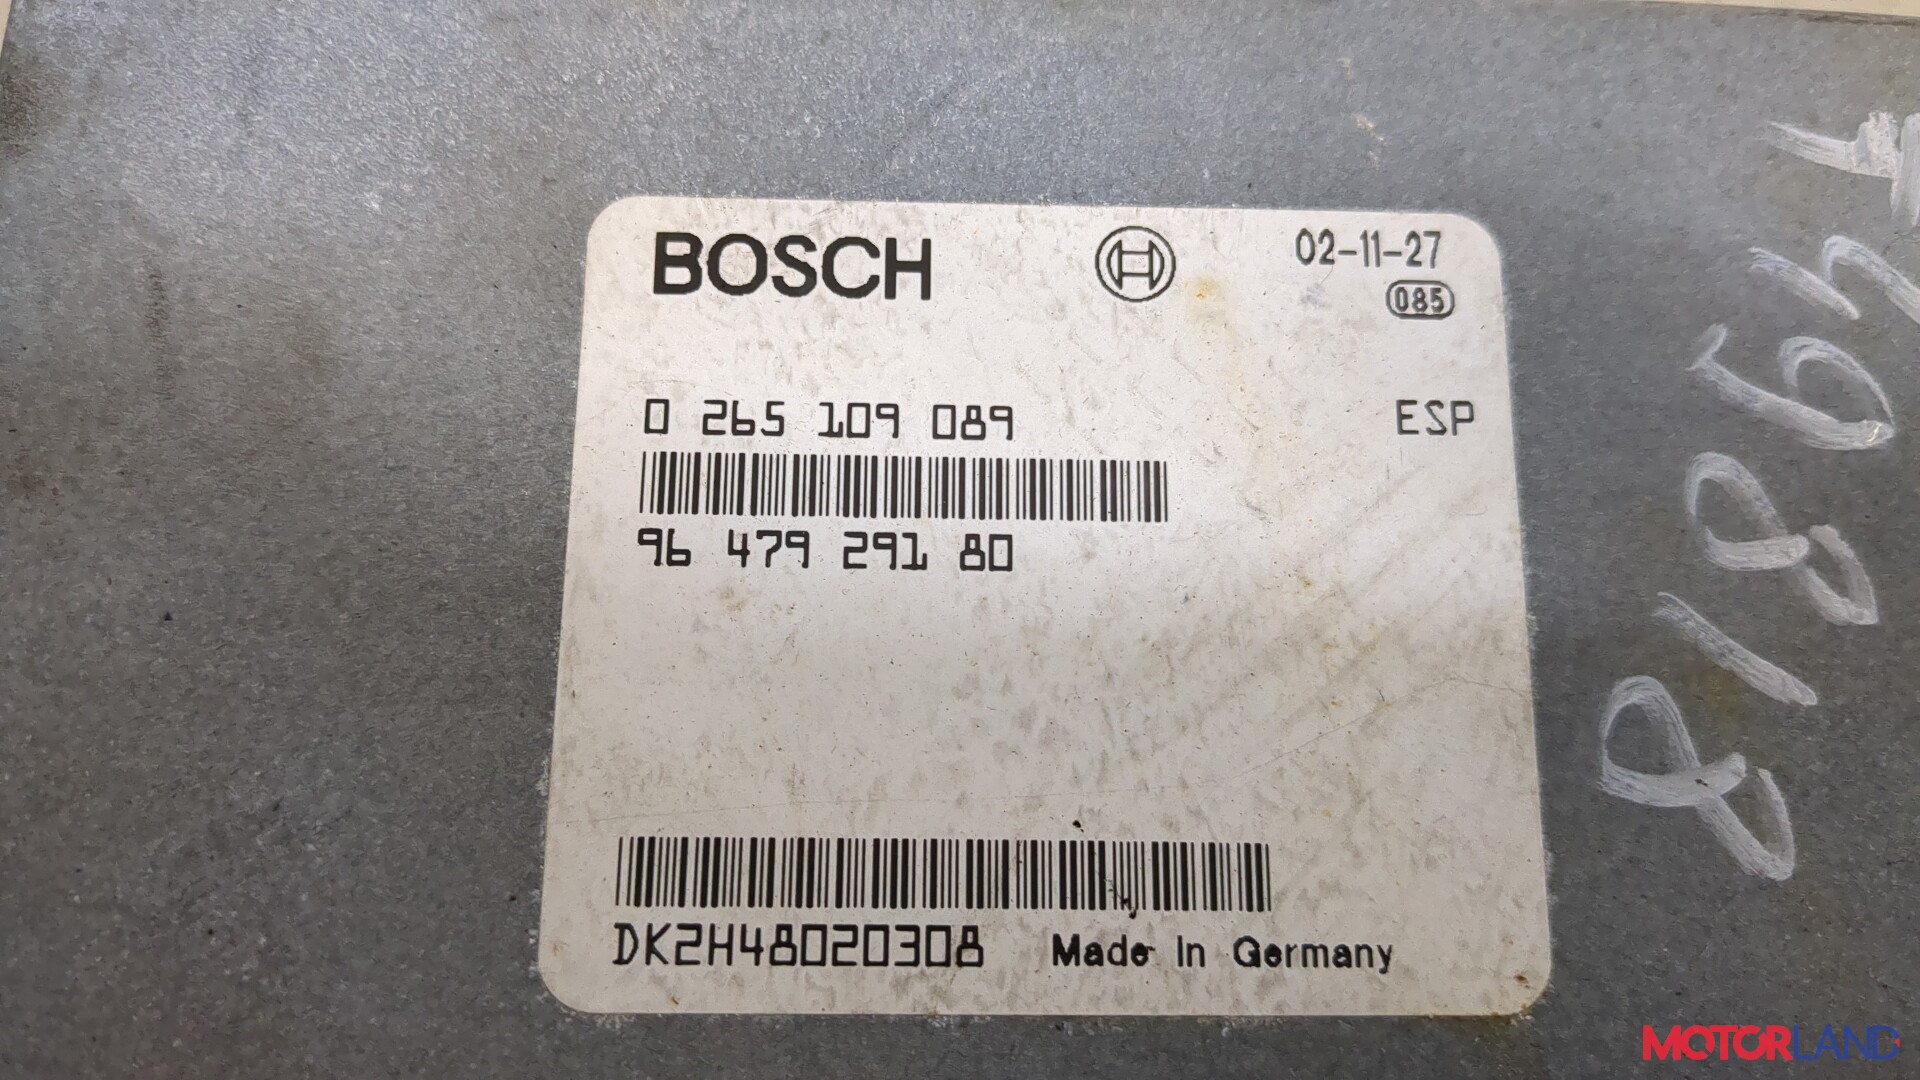 BOSCH
02-11-27
085
0 265 109 089
ESP
96 479 291 80
DK2H48020308 Made In Germany
MOTORLAND